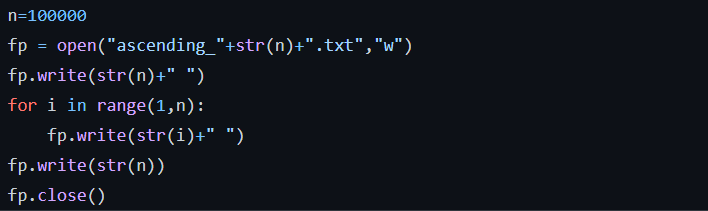 n=100000
fp = open("ascending_"+str(n)+".txt","w")
fp.write(str(n)+" ")
for i in range(1,n):
    fp.write(str(i)+" ")
fp.write(str(n))
fp.close()